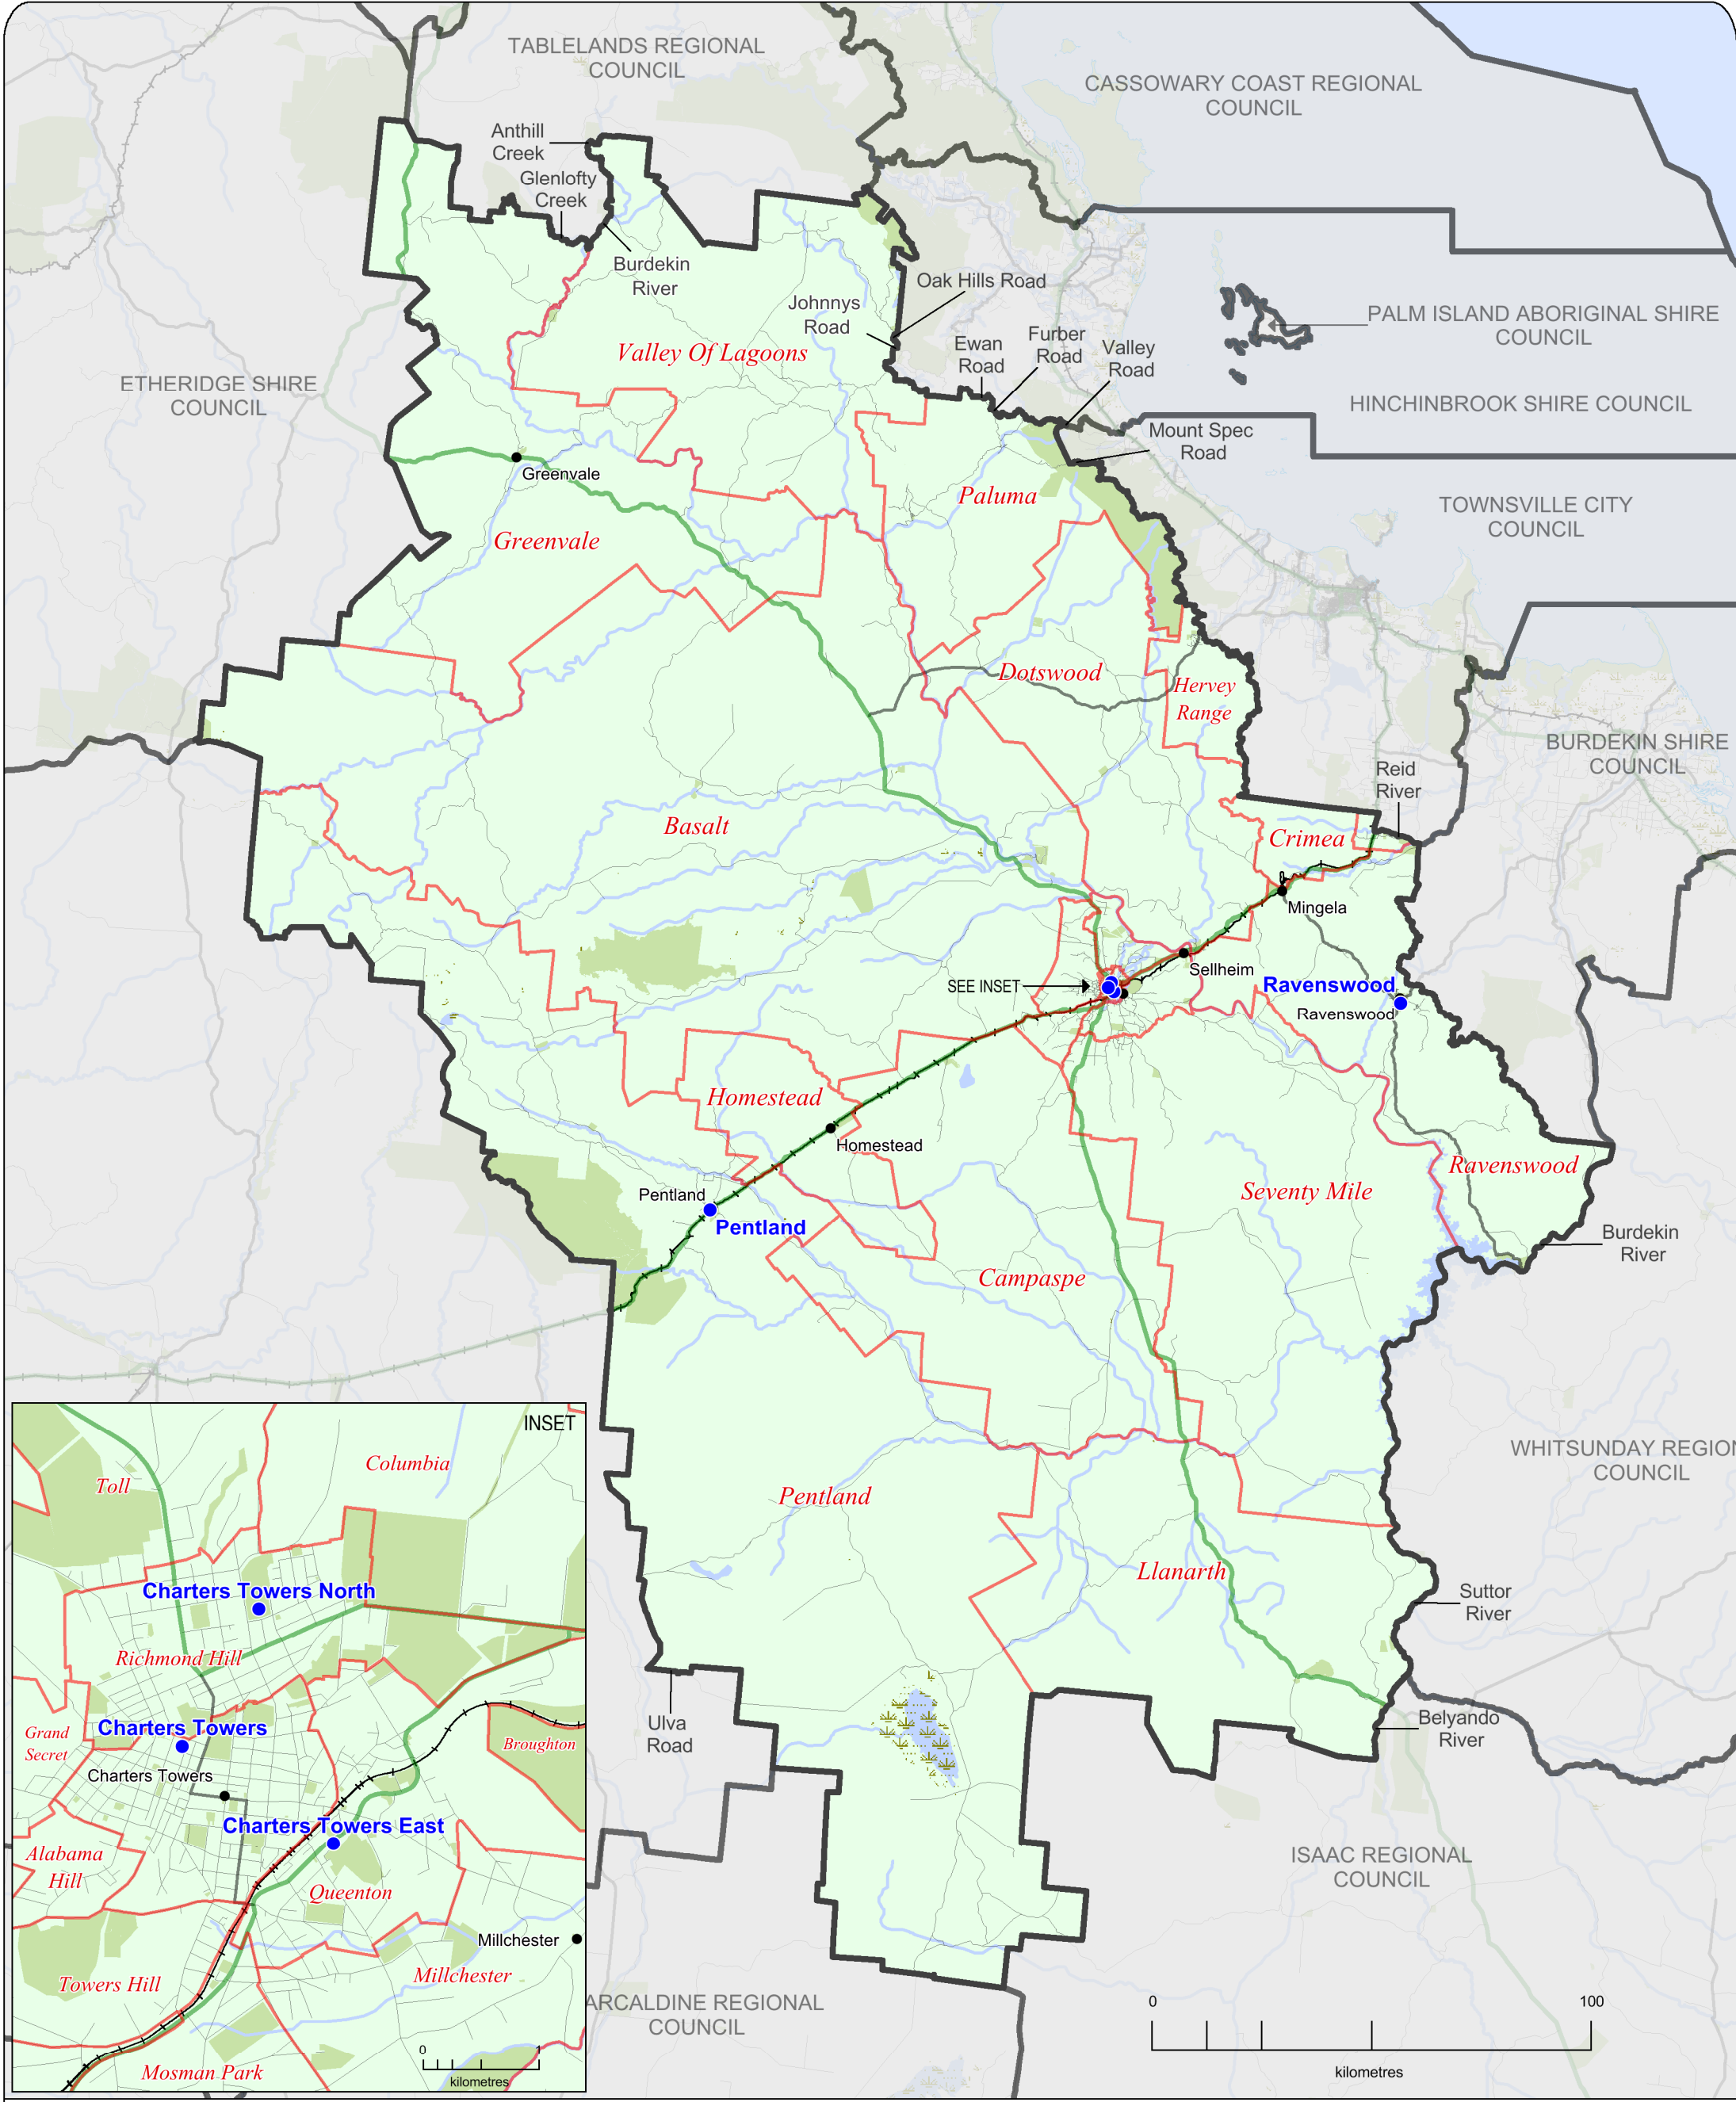 TABLELANDS REGIONAL
COUNCIL
CASSOWARY COAST REGIONAL
COUNCIL
Anthill
Creek
Glenlofty
Creek
Burdekin
River
Johnnys
Road
Oak Hills Road
Ewan
Road
Furber
Road
Valley
Road
PALM ISLAND ABORIGINAL SHIRE
COUNCIL
Valley Of Lagoons
ETHERIDGE SHIRE
COUNCIL
HINCHINBROOK SHIRE COUNCIL
Mount Spec
Road
Greenvale
Paluma
TOWNSVILLE CITY
COUNCIL
Greenvale
Dotswood
Hervey
Range
BURDEKIN SHIRE
COUNCIL
Reid
River
Basalt
Crimea
Mingela
Sellheim
SEE INSET
Ravenswood
Ravenswood
Homestead
Homestead
Ravenswood
Seventy Mile
Pentland
Pentland
Burdekin
River
Campaspe
WHITSUNDAY REGION
COUNCIL
Pentland
Llanarth
Suttor
River
Ulva
Road
Belyando
River
ISAAC REGIONAL
COUNCIL
ARCALDINE REGIONAL
COUNCIL
0 100
kilometres
INSET
Columbia
Toll
Charters Towers North
Richmond Hill
Grand
Secret
Charters Towers
Broughton
Charters Towers
Charters Towers East
Alabama
Hill
Queenton
Millchester
Towers Hill
Millchester
Mosman Park
0 1
kilometres